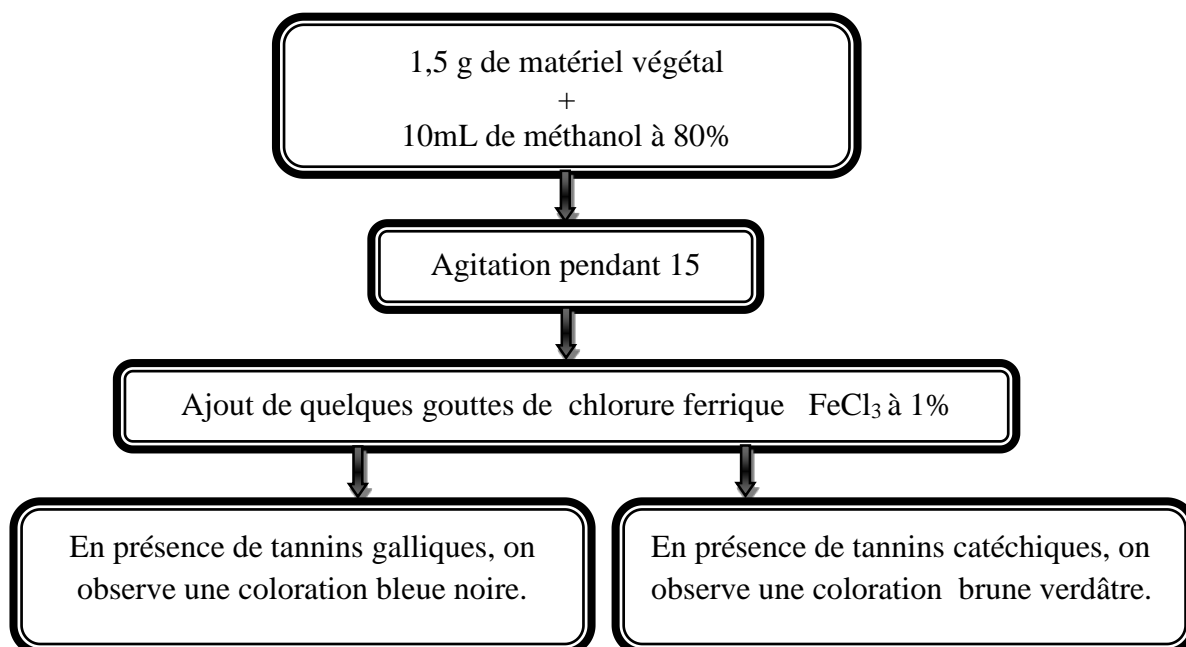 1,5 g de matériel végétal
+
10mL de méthanol à 80%
Agitation pendant 15
Ajout de quelques gouttes de chlorure ferrique FeCl₃ à 1%
En présence de tannins galliques, on
observe une coloration bleue noire.
En présence de tannins catéchiques, on
observe une coloration brune verdâtre.